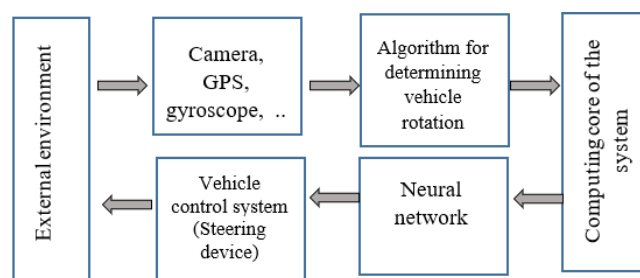 External environment
Camera,
GPS,
gyroscope, ..
Algorithm for
determining
vehicle
rotation
Computing core of the
system
Vehicle
control system
(Steering
device)
Neural
network